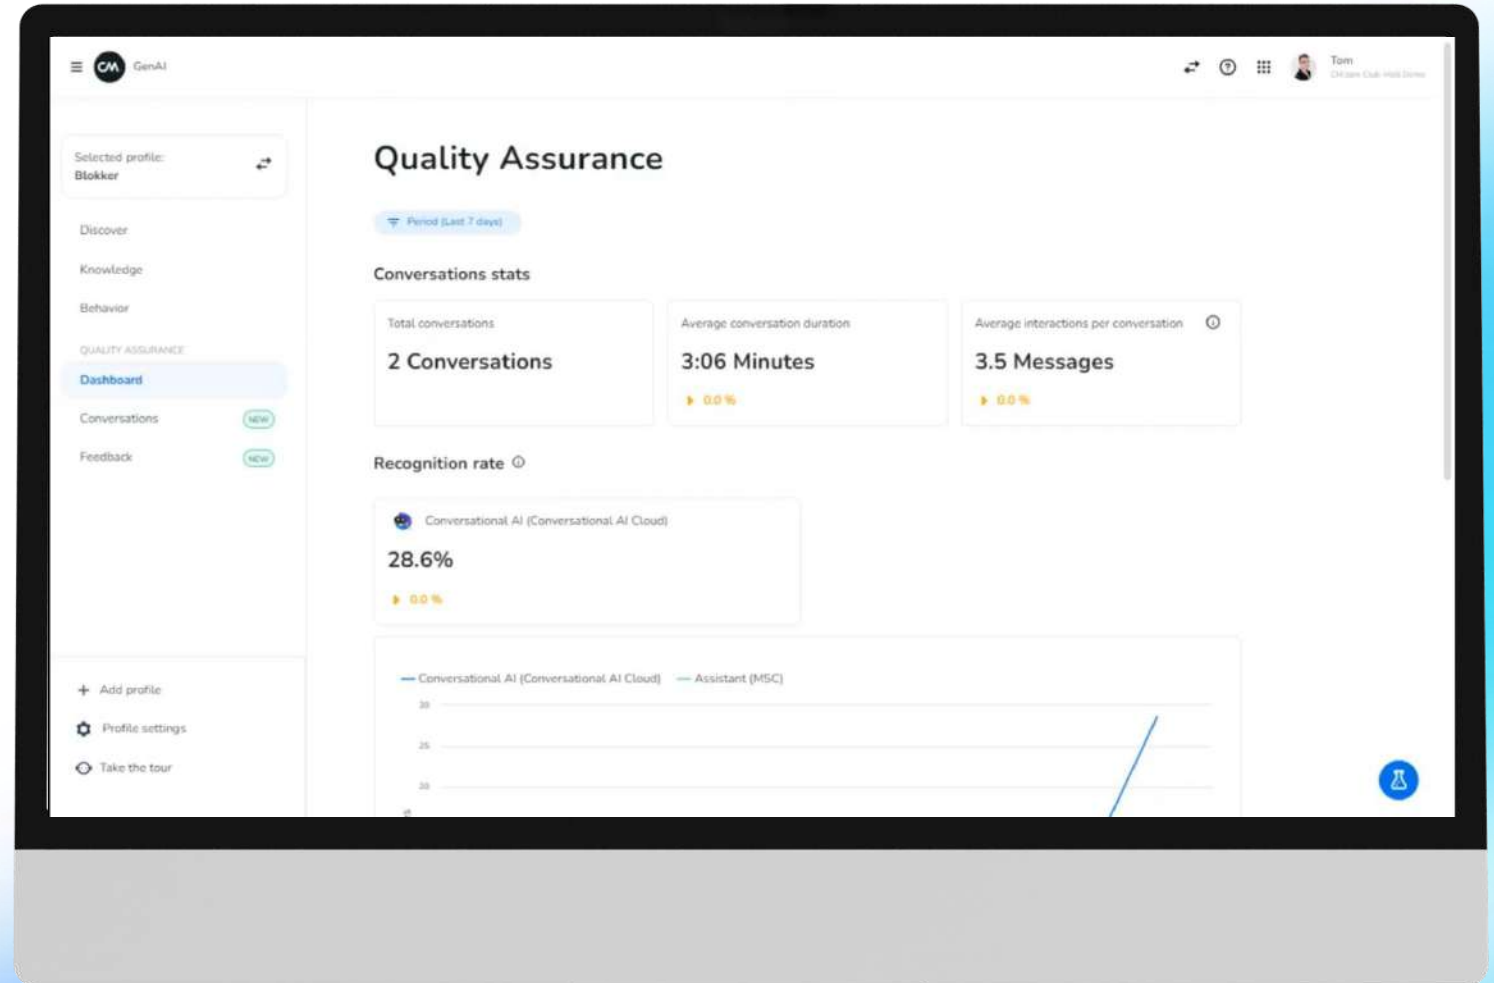 CM GenAI
Tom
Selected profile:
Blokker
Discover
Knowledge
Behavior
QUALITY ASSURANCE
Dashboard
Conversations NEW
Feedback NEW
Add profile
Profile settings
Take the tour
Quality Assurance
Period (Last 7 days)
Conversations stats
Total conversations
2 Conversations
Average conversation duration
3:06 Minutes
0.0 %
Average interactions per conversation
3.5 Messages
0.0 %
Recognition rate
Conversational AI (Conversational AI Cloud)
28.6%
0.0 %
Conversational AI (Conversational AI Cloud) Assistant (MSC)
30
25
20